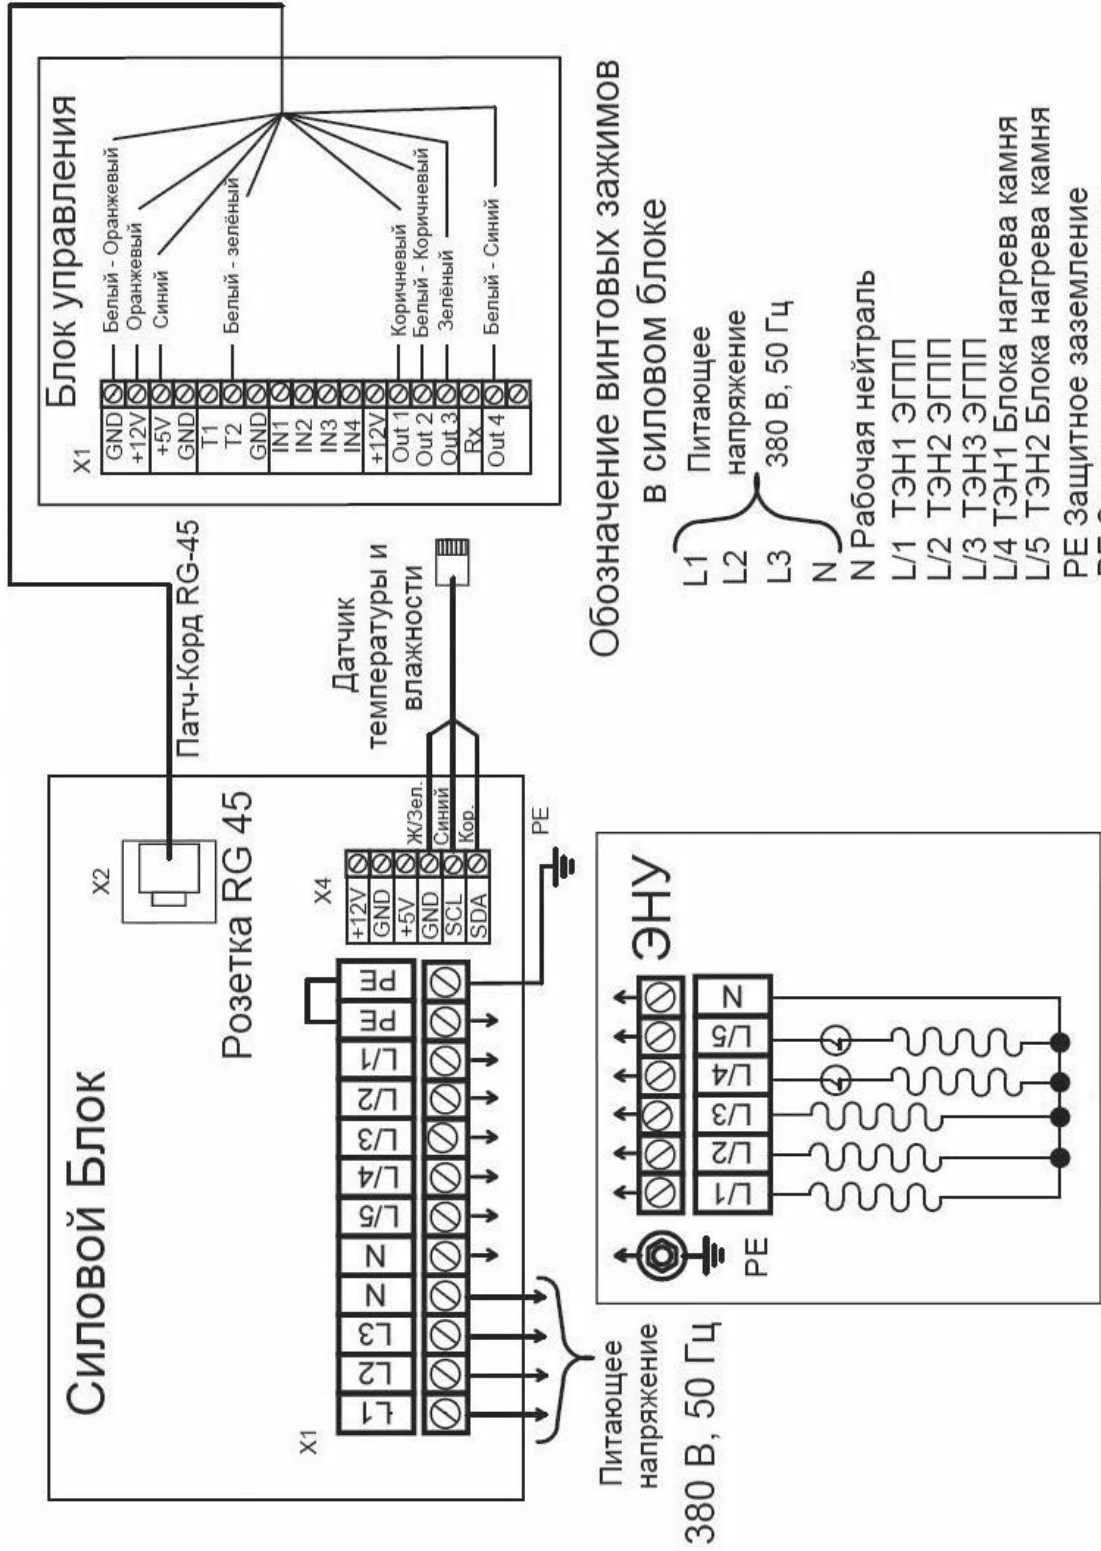 Силовой Блок
X2
Розетка RG 45
Патч-Корд RG-45
Блок управления
X1
GND
+12V
+5V
GND
T1
T2
GND
IN1
IN2
IN3
IN4
+12V
Out 1
Out 2
Out 3
Rx
Out 4
Белый - Оранжевый
Оранжевый
Синий
Белый - зелёный
Коричневый
Белый - Коричневый
Зелёный
Белый - Синий
X1
L1
L2
L3
N
N
L/5
L/4
L/3
L/2
L/1
PE
PE
X4
+12V
GND
+5V
GND
SCL
SDA
Ж/Зел.
Синий
Кор.
PE
Датчик
температуры и
влажности
Питающее
напряжение
380 В, 50 Гц
ЭНУ
PE
L/1
L/2
L/3
L/4
L/5
N
Обозначение винтовых зажимов
в силовом блоке
L1
L2
L3
N
Питающее
напряжение
380 В, 50 Гц
N Рабочая нейтраль
L/1 ТЭН1 ЭГПП
L/2 ТЭН2 ЭГПП
L/3 ТЭН3 ЭГПП
L/4 ТЭН1 Блока нагрева камня
L/5 ТЭН2 Блока нагрева камня
PE Защитное заземление